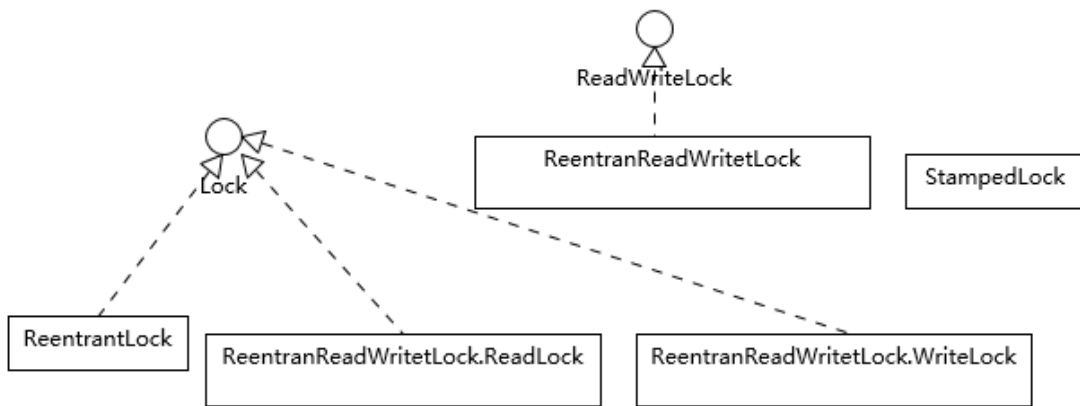 ReadWriteLock
Lock
ReentranReadWritetLock
StampedLock
ReentrantLock
ReentranReadWritetLock.ReadLock
ReentranReadWritetLock.WriteLock